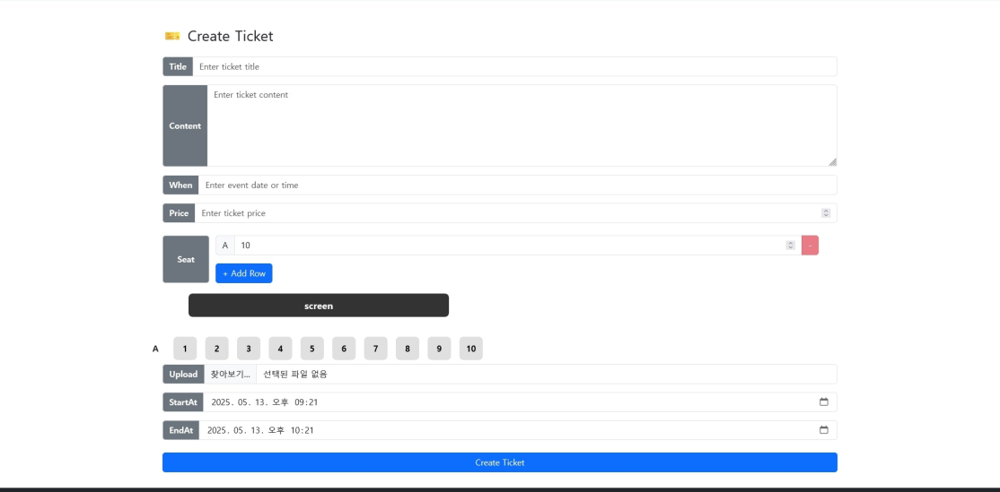 🎫 Create Ticket
Title Enter ticket title
Content Enter ticket content
When Enter event date or time
Price Enter ticket price
Seat A 10 -
+ Add Row
screen
A 1 2 3 4 5 6 7 8 9 10
Upload 찾아보기... 선택된 파일 없음
StartAt 2025. 05. 13. 오후 09:21
EndAt 2025. 05. 13. 오후 10:21
Create Ticket